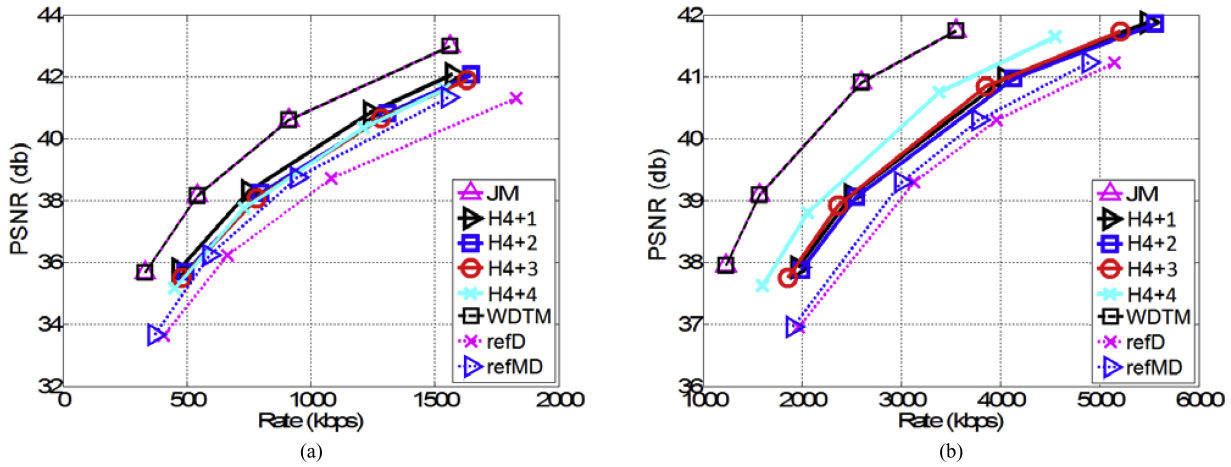 44
42
40
38
36
34
32
PSNR (db)
0
500
1000
1500
2000
Rate (kbps)
JM
H4+1
H4+2
H4+3
H4+4
WDTM
refD
refMD
(a)
42
41
40
39
38
37
36
PSNR (db)
1000
2000
3000
4000
5000
6000
Rate (kbps)
JM
H4+1
H4+2
H4+3
H4+4
WDTM
refD
refMD
(b)